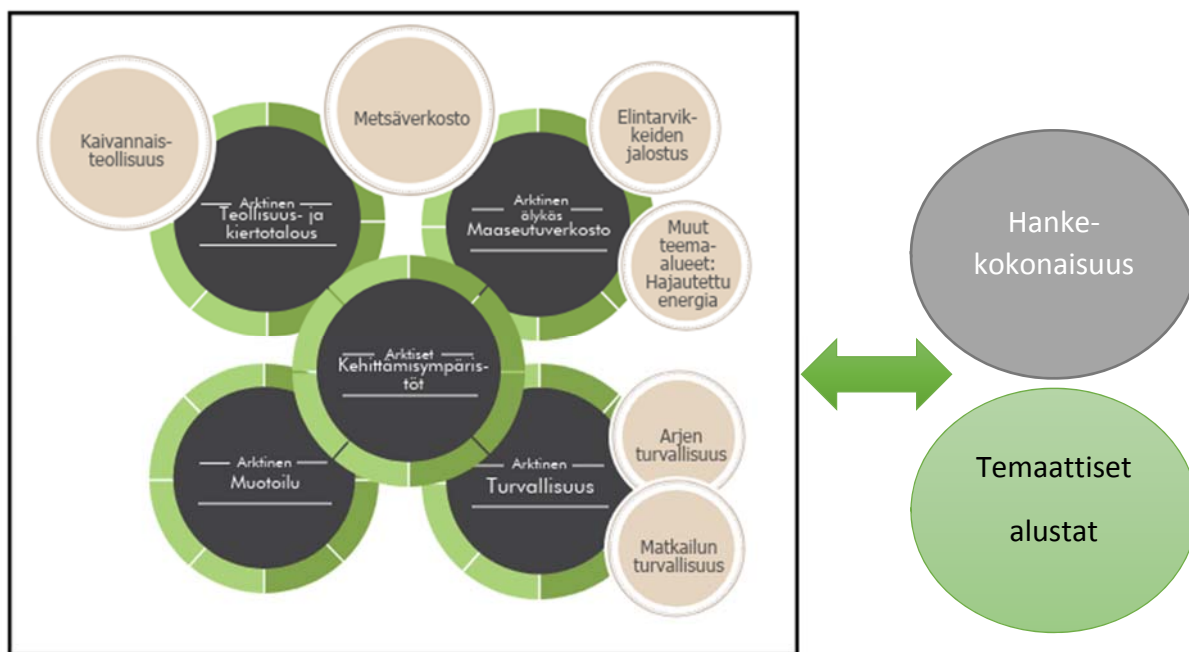 Kaivannais-
teollisuus
Metsäverkosto
Elintarvik-
keiden
jalostus
Arktinen
Teollisuus- ja
kiertotalous
Arktinen
älykäs
Maaseutuverkosto
Muut
teema-
alueet:
Hajautettu
energia
Arktiset
Kehittämisympäris-
töt
Arktinen
Muotoilu
Arktinen
Turvallisuus
Arjen
turvallisuus
Matkailun
turvallisuus
Hanke-
kokonaisuus
Temaattiset
alustat